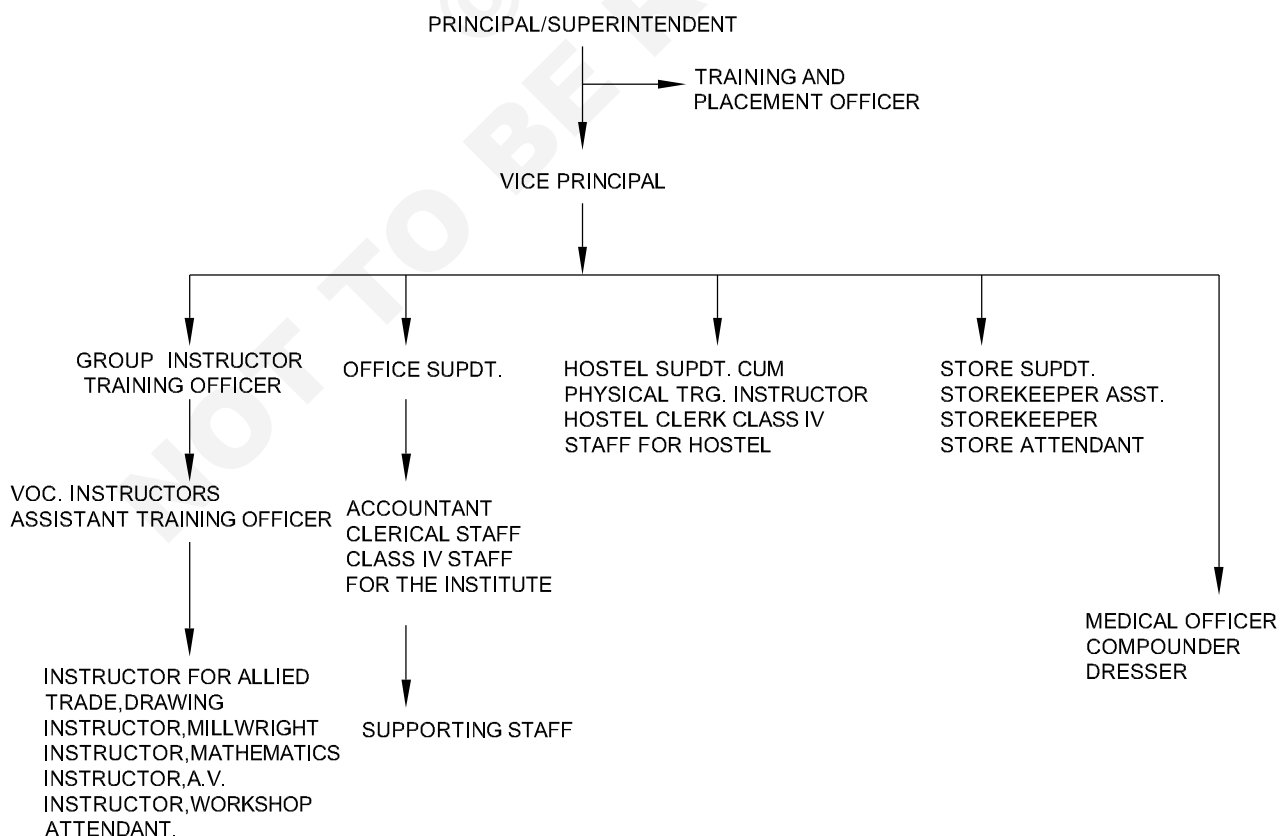 PRINCIPAL/SUPERINTENDENT
TRAINING AND
PLACEMENT OFFICER
VICE PRINCIPAL
GROUP INSTRUCTOR
TRAINING OFFICER
OFFICE SUPDT.
HOSTEL SUPDT. CUM
PHYSICAL TRG. INSTRUCTOR
HOSTEL CLERK CLASS IV
STAFF FOR HOSTEL
STORE SUPDT.
STOREKEEPER ASST.
STOREKEEPER
STORE ATTENDANT
VOC. INSTRUCTORS
ASSISTANT TRAINING OFFICER
ACCOUNTANT
CLERICAL STAFF
CLASS IV STAFF
FOR THE INSTITUTE
MEDICAL OFFICER
COMPOUNDER
DRESSER
INSTRUCTOR FOR ALLIED
TRADE,DRAWING
INSTRUCTOR,MILLWRIGHT
INSTRUCTOR,MATHEMATICS
INSTRUCTOR,A.V.
INSTRUCTOR,WORKSHOP
ATTENDANT.
SUPPORTING STAFF
©
NOT TO BE